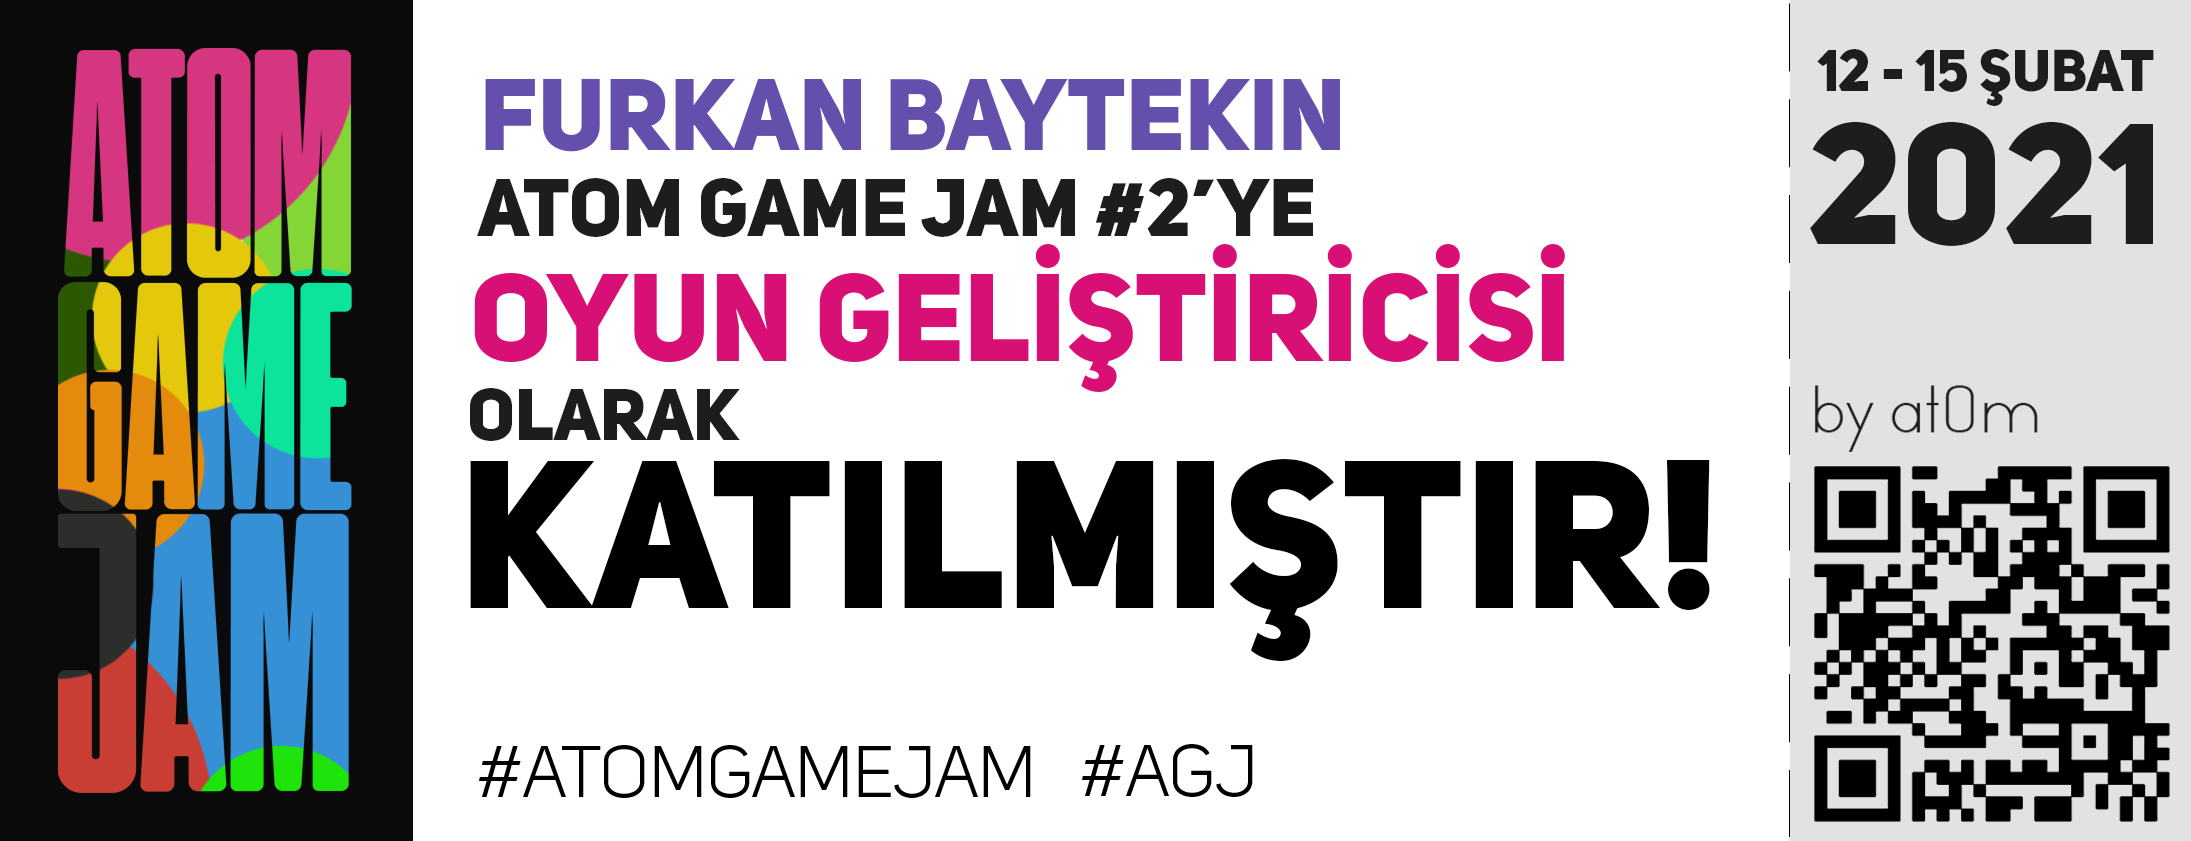 ATOM
GAME
JAM
FURKAN BAYTEKIN
ATOM GAME JAM #2'YE
OYUN GELİŞTİRİCİSİ
OLARAK
KATILMIŞTIR!
#ATOMGAMEJAM #AGJ
12 - 15 ŞUBAT
2021
by at0m